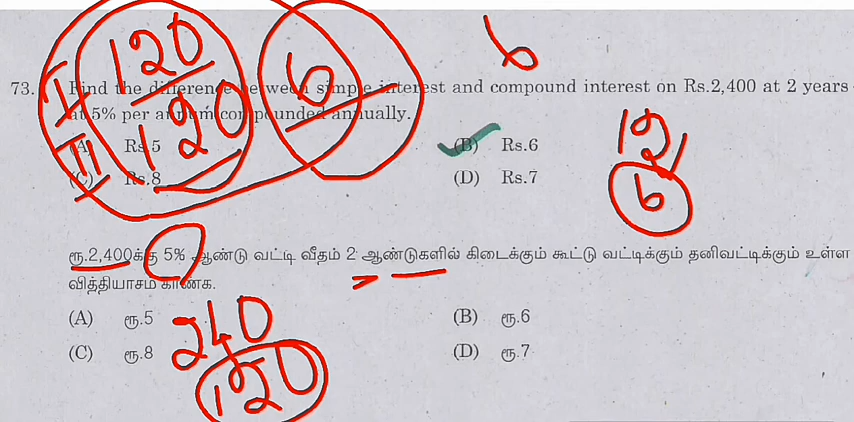 120
6
6
73. Find the difference between simple interest and compound interest on Rs.2,400 at 2 years
I
at 5% per annum compounded annually.
120
12
II
(A) Rs.5 (B) Rs.6
(C) Rs.8 (D) Rs.7
6
ரூ.2,400க்கு 5% ஆண்டு வட்டி வீதம் 2 ஆண்டுகளில் கிடைக்கும் கூட்டு வட்டிக்கும் தனிவட்டிக்கும் உள்ள
வித்தியாசம் காண்க.
(A) ரூ.5 (B) ரூ.6
240
(C) ரூ.8 (D) ரூ.7
120